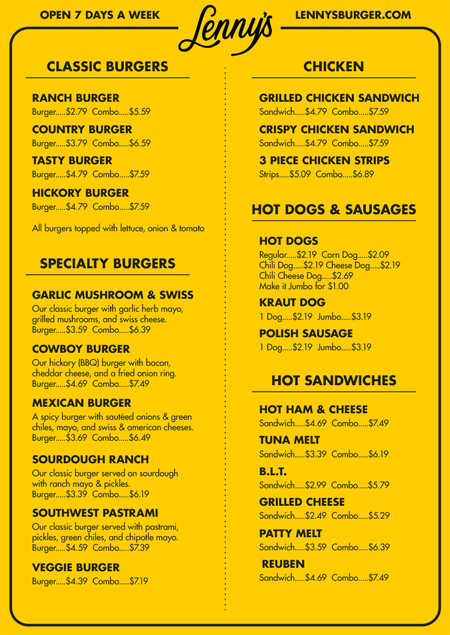 OPEN 7 DAYS A WEEK
Lenny's
LENNYSBURGER.COM
CLASSIC BURGERS
RANCH BURGER
Burger.....$2.79 Combo.....$5.59
COUNTRY BURGER
Burger.....$3.79 Combo.....$6.59
TASTY BURGER
Burger.....$4.79 Combo.....$7.59
HICKORY BURGER
Burger.....$4.79 Combo.....$7.59
All burgers topped with lettuce, onion & tomato
SPECIALTY BURGERS
GARLIC MUSHROOM & SWISS
Our classic burger with garlic herb mayo,
grilled mushrooms, and swiss cheese.
Burger.....$3.59 Combo.....$6.39
COWBOY BURGER
Our hickory (BBQ) burger with bacon,
cheddar cheese, and a fried onion ring.
Burger.....$4.69 Combo.....$7.49
MEXICAN BURGER
A spicy burger with sautéed onions & green
chiles, mayo, and swiss & american cheeses.
Burger.....$3.69 Combo.....$6.49
SOURDOUGH RANCH
Our classic burger served on sourdough
with ranch mayo & pickles.
Burger.....$3.39 Combo.....$6.19
SOUTHWEST PASTRAMI
Our classic burger served with pastrami,
pickles, green chiles, and chipotle mayo.
Burger.....$4.59 Combo.....$7.39
VEGGIE BURGER
Burger.....$4.39 Combo.....$7.19
CHICKEN
GRILLED CHICKEN SANDWICH
Sandwich.....$4.79 Combo.....$7.59
CRISPY CHICKEN SANDWICH
Sandwich.....$4.79 Combo.....$7.59
3 PIECE CHICKEN STRIPS
Strips.....$5.09 Combo.....$6.89
HOT DOGS & SAUSAGES
HOT DOGS
Regular.....$2.19 Corn Dog.....$2.09
Chili Dog.....$2.19 Cheese Dog.....$2.19
Chili Cheese Dog.....$2.69
Make it Jumbo for $1.00
KRAUT DOG
1 Dog.....$2.19 Jumbo.....$3.19
POLISH SAUSAGE
1 Dog.....$2.19 Jumbo.....$3.19
HOT SANDWICHES
HOT HAM & CHEESE
Sandwich.....$4.69 Combo.....$7.49
TUNA MELT
Sandwich.....$3.39 Combo.....$6.19
B.L.T.
Sandwich.....$2.99 Combo.....$5.79
GRILLED CHEESE
Sandwich.....$2.49 Combo.....$5.29
PATTY MELT
Sandwich.....$3.59 Combo.....$6.39
REUBEN
Sandwich.....$4.69 Combo.....$7.49